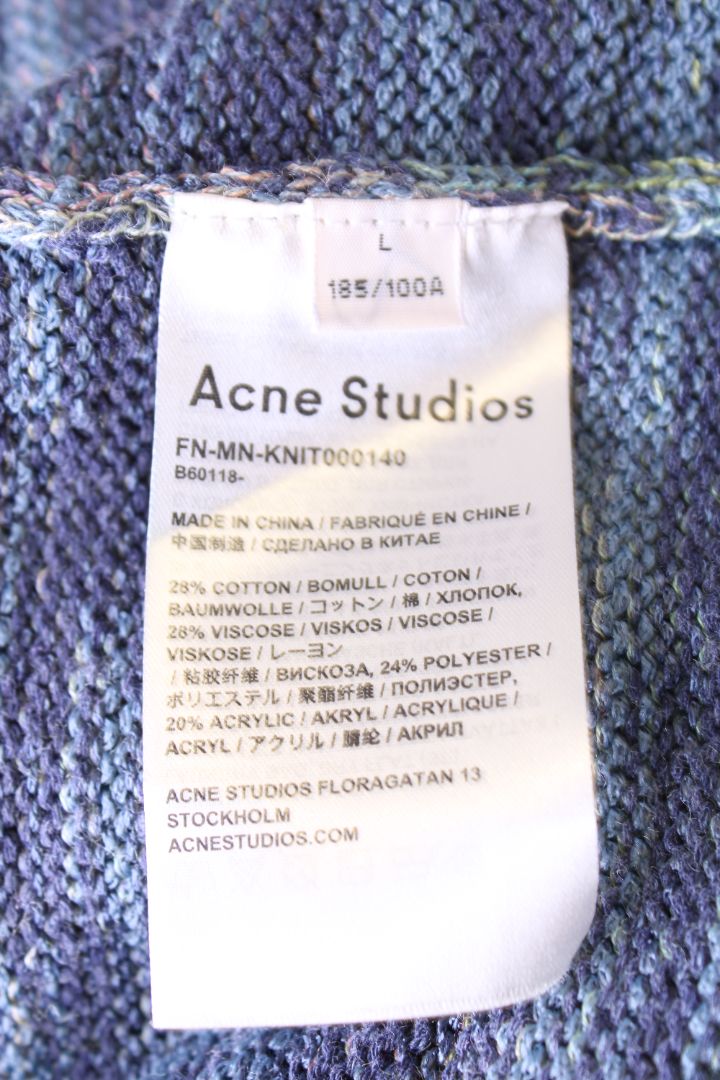 L
185/100A
Acne Studios
FN-MN-KNIT000140
B60118-
MADE IN CHINA / FABRIQUÉ EN CHINE /
中国制造 / СДЕЛАНО В КИТАЕ
28% COTTON / BOMULL / COTON /
BAUMWOLLE / コットン / 棉 / ХЛОПОК,
28% VISCOSE / VISKOS / VISCOSE /
VISKOSE / レーヨン
/ 粘胶纤维 / ВИСКОЗА, 24% POLYESTER /
ポリエステル / 聚酯纤维 / ПОЛИЭСТЕР,
20% ACRYLIC / AKRYL / ACRYLIQUE /
ACRYL / アクリル / 腈纶 / АКРИЛ
ACNE STUDIOS FLORAGATAN 13
STOCKHOLM
ACNESTUDIOS.COM